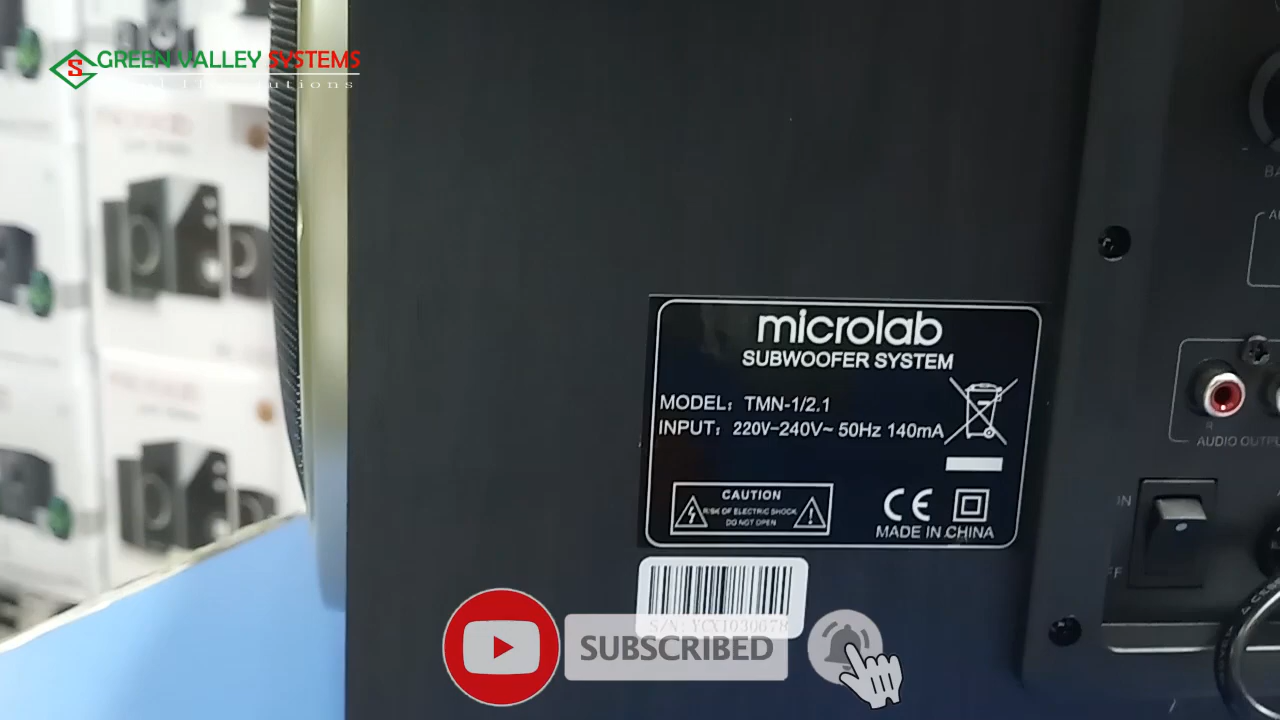 GREEN VALLEY SYSTEMS
microlab
SUBWOOFER SYSTEM
MODEL: TMN-1/2.1
INPUT: 220V-240V~ 50Hz 140mA
CAUTION
RISK OF ELECTRIC SHOCK
DO NOT OPEN
CE
MADE IN CHINA
R
AUDIO
S/N: YCX1030678
SUBSCRIBED